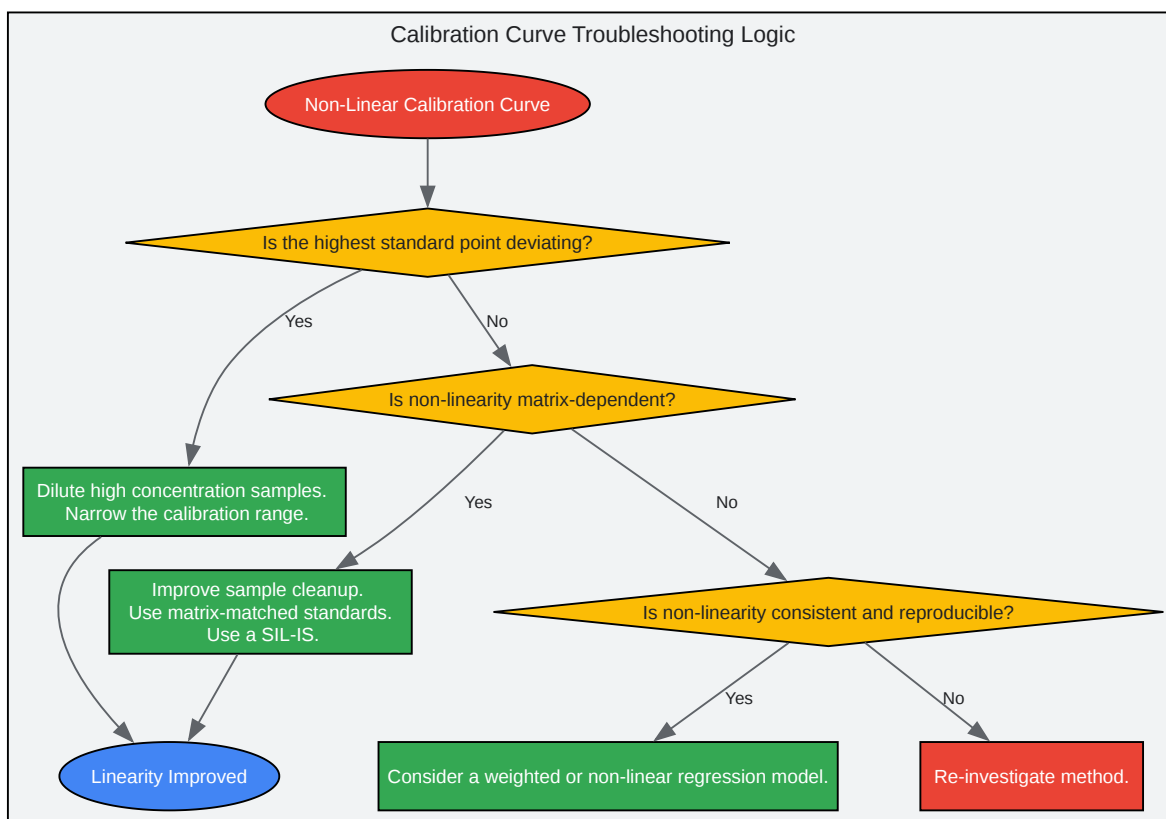 Calibration Curve Troubleshooting Logic
Non-Linear Calibration Curve
Is the highest standard point deviating?
Yes
No
Is non-linearity matrix-dependent?
Dilute high concentration samples.
Narrow the calibration range.
Yes
No
Improve sample cleanup.
Use matrix-matched standards.
Use a SIL-IS.
Is non-linearity consistent and reproducible?
Yes
No
Linearity Improved
Consider a weighted or non-linear regression model.
Re-investigate method.